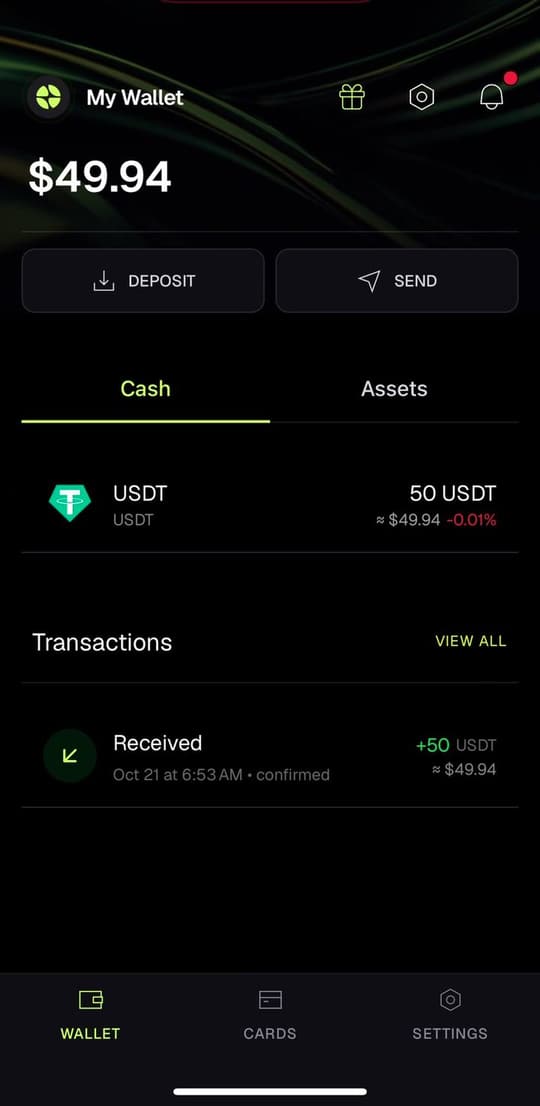 My Wallet
$49.94
DEPOSIT
SEND
Cash
Assets
USDT
50 USDT
USDT
≈ $49.94 -0.01%
Transactions
VIEW ALL
Received
+50 USDT
Oct 21 at 6:53 AM • confirmed
≈ $49.94
WALLET
CARDS
SETTINGS